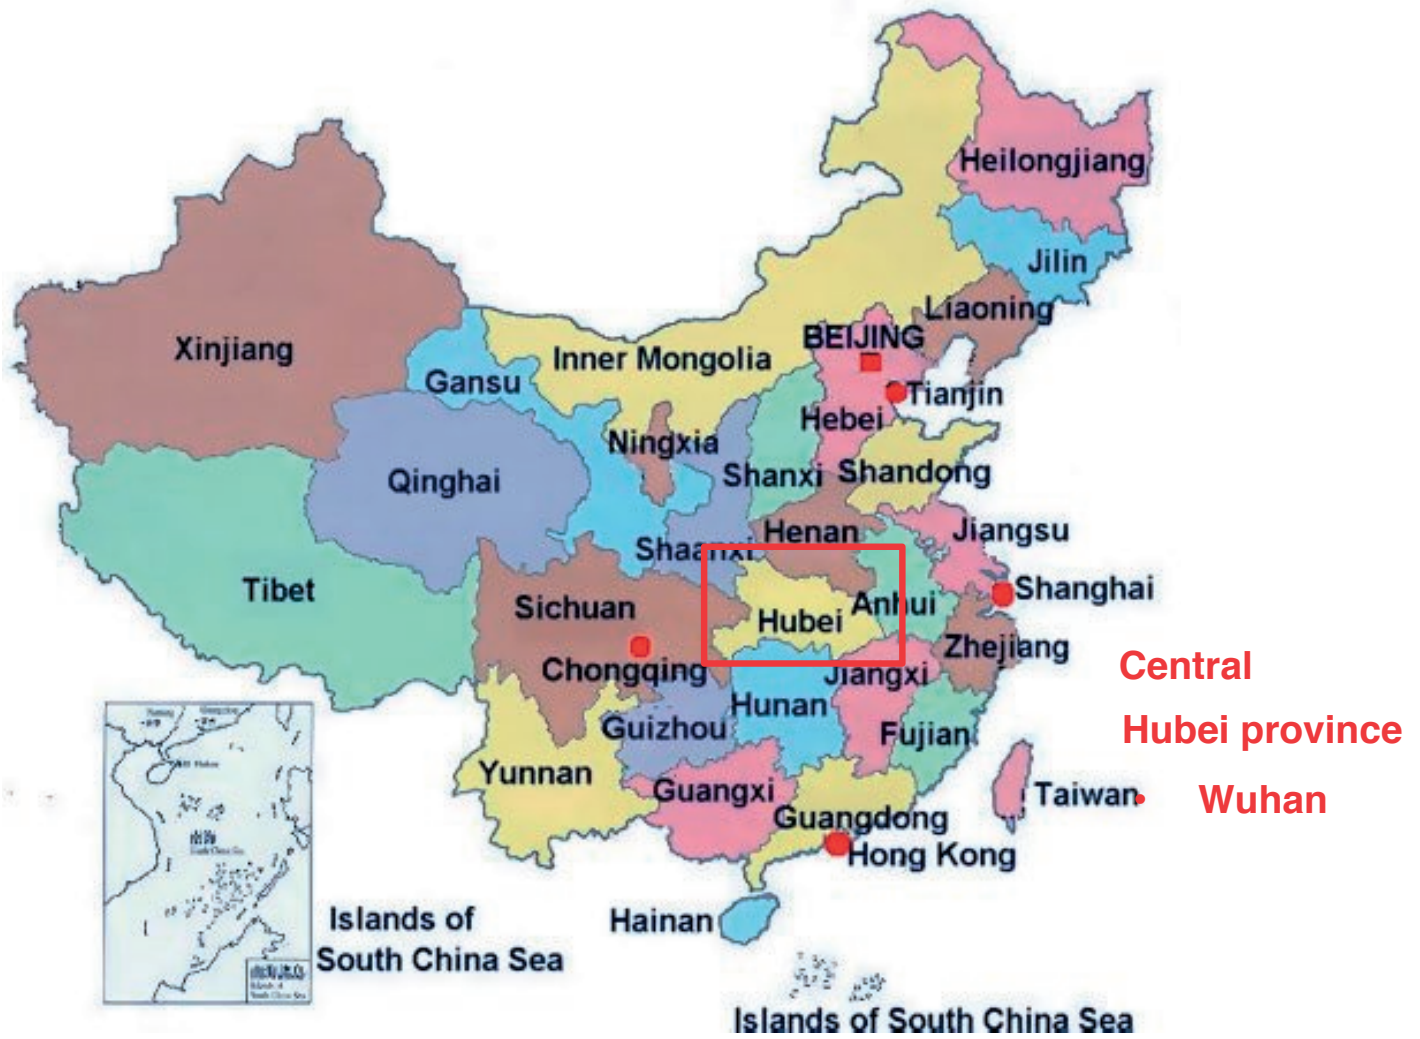 Heilongjiang
Jilin
Liaoning
BEIJING
Xinjiang
Inner Mongolia
Gansu
Tianjin
Hebei
Ningxia
Shanxi
Shandong
Qinghai
Henan
Jiangsu
Shaanxi
Tibet
Shanghai
Sichuan
Anhui
Hubei
Zhejiang
Chongqing
Jiangxi
Central
Hunan
Guizhou
Fujian
Hubei province
Yunnan
Guangxi
Taiwan
• Wuhan
Guangdong
Hong Kong
Hainan
Islands of
South China Sea
Islands of South China Sea